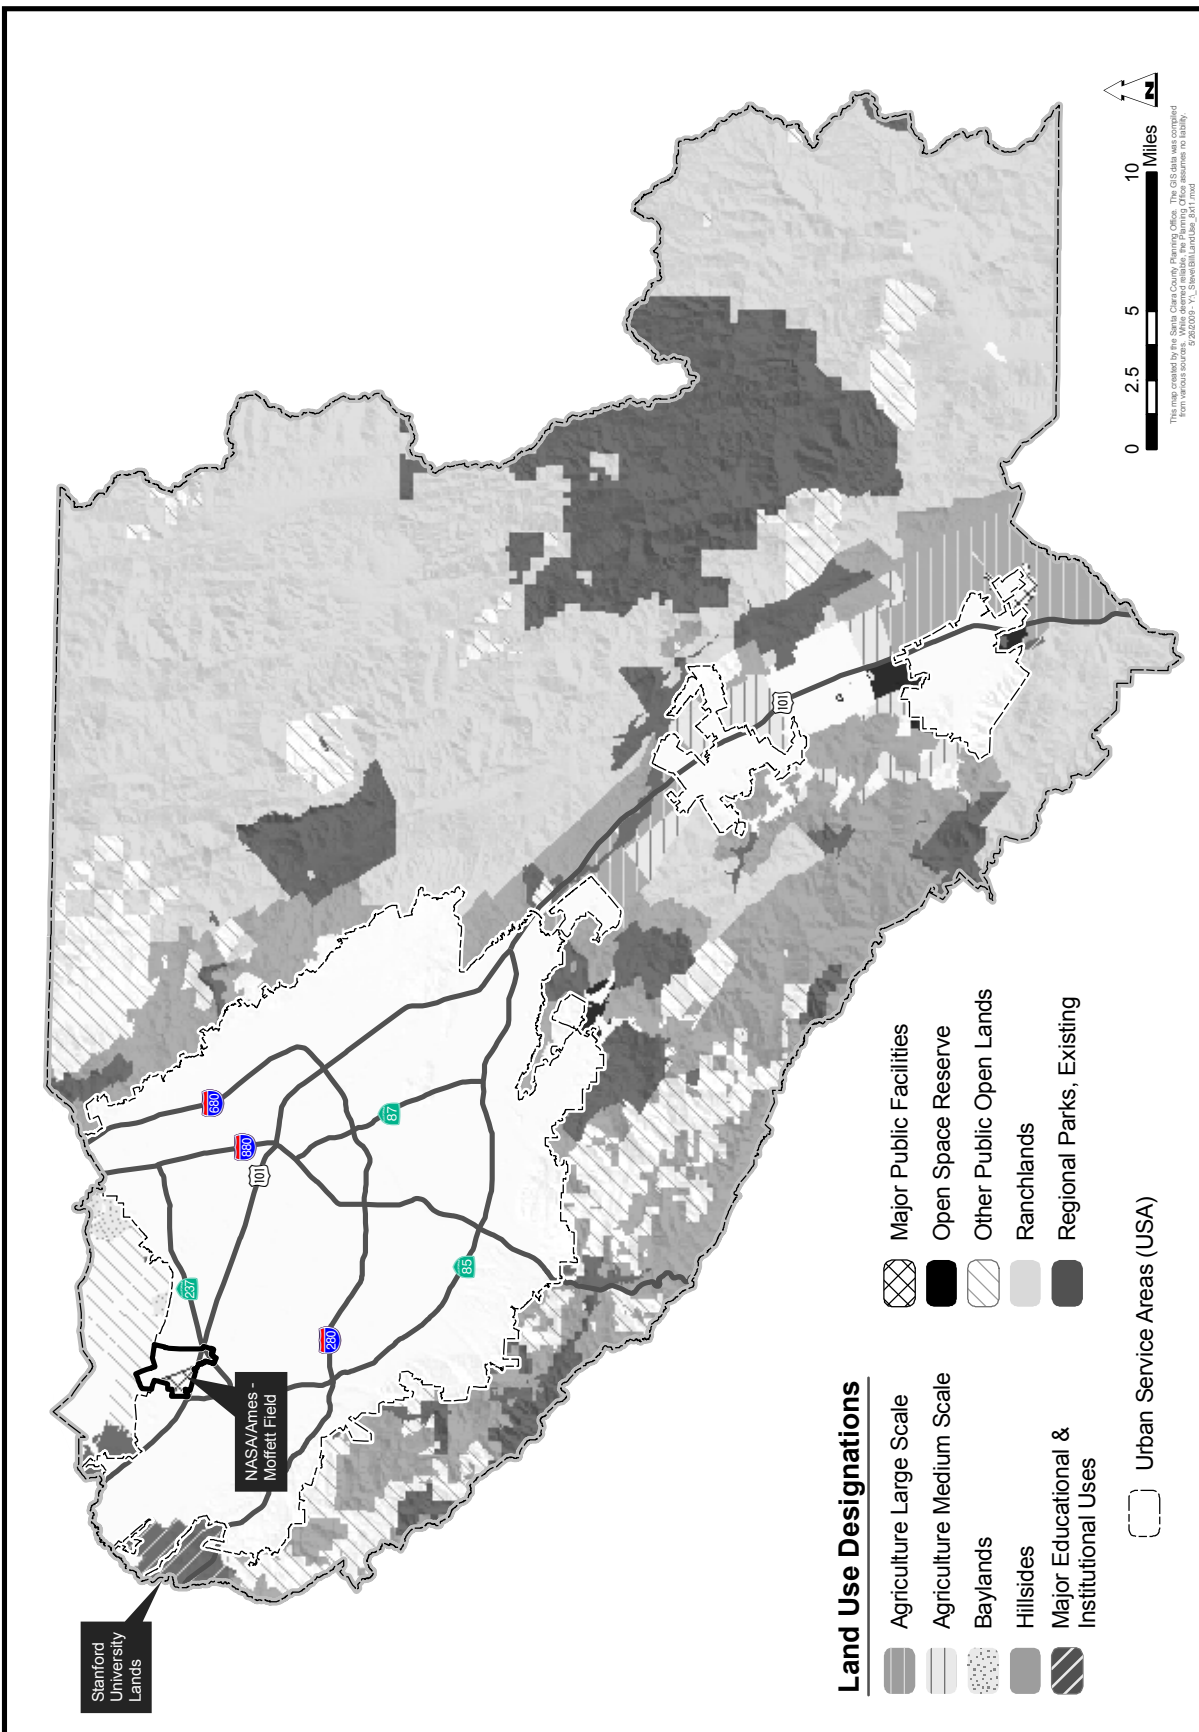 Stanford
University
Lands
NASA/Ames -
Moffett Field
237
101
880
680
87
85
280
101
Land Use Designations
Agriculture Large Scale
Agriculture Medium Scale
Baylands
Hillsides
Major Educational &
Institutional Uses
Major Public Facilities
Open Space Reserve
Other Public Open Lands
Ranchlands
Regional Parks, Existing
Urban Service Areas (USA)
0 2.5 5 10
Miles
N
This map created by the Santa Clara County Planning Office. The GIS data was compiled
from various sources. While deemed reliable, the Planning Office assumes no liability.
5/26/2009 -